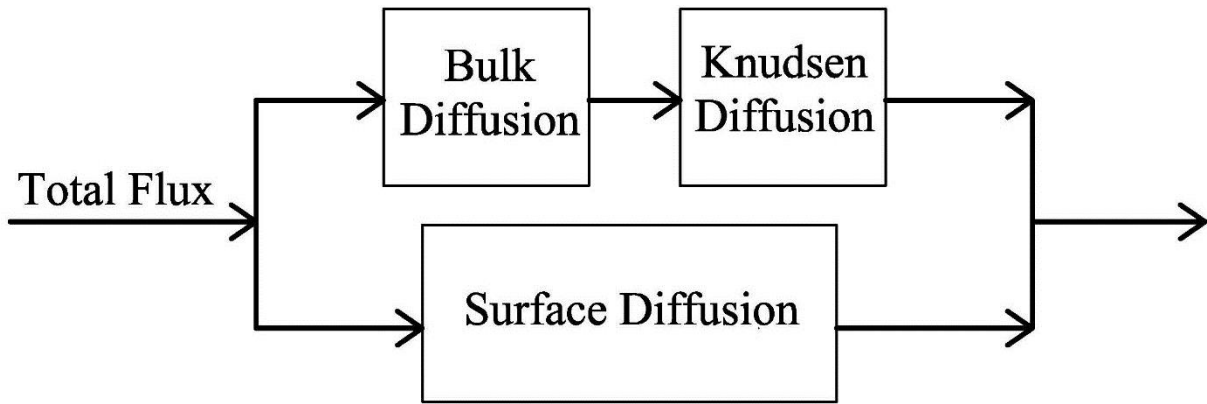 Bulk
Diffusion
Knudsen
Diffusion
Total Flux
Surface Diffusion